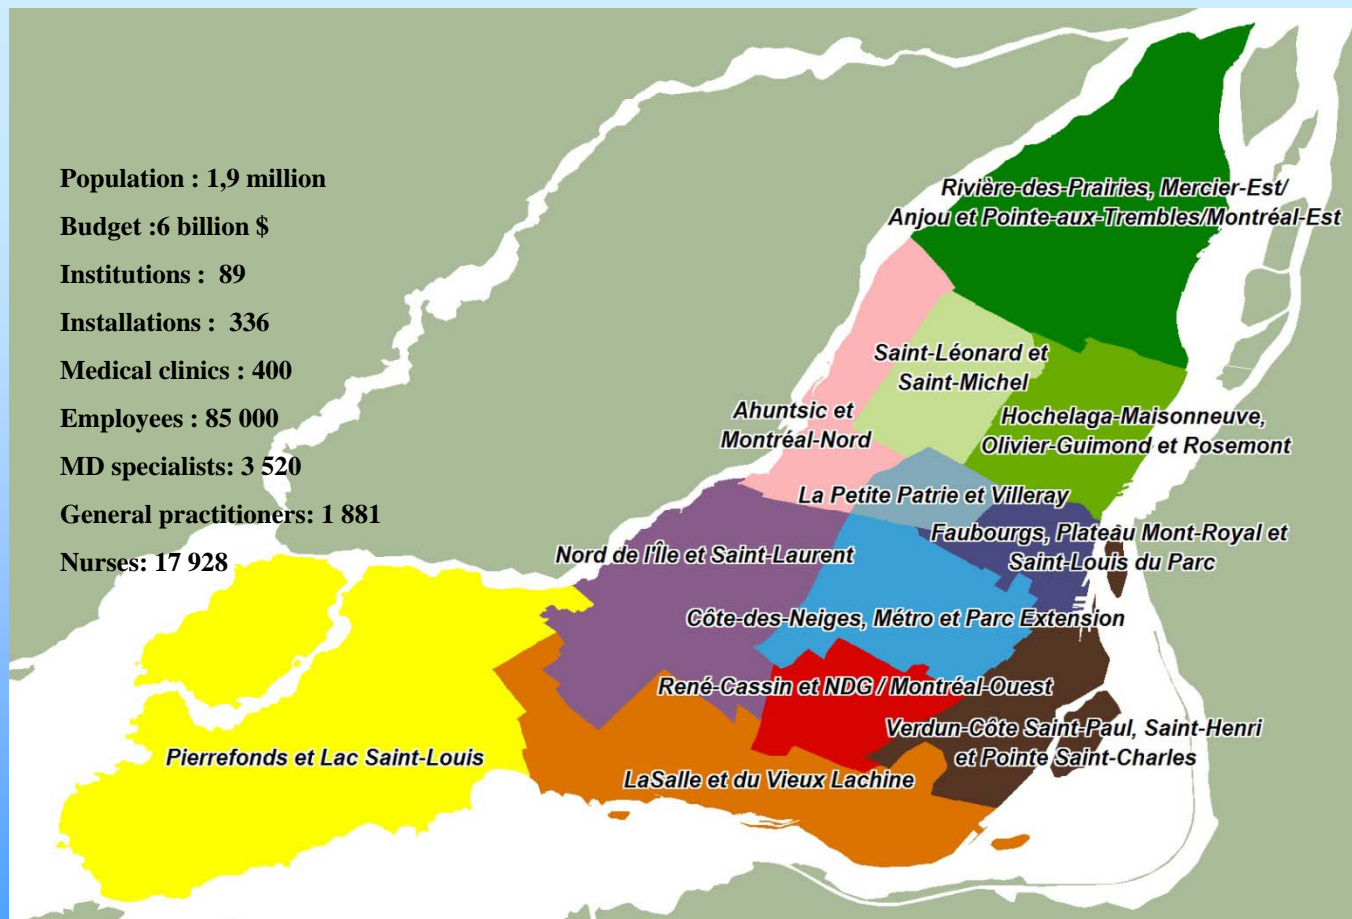 Population : 1,9 million
Budget :6 billion $
Institutions :  89
Installations :  336
Medical clinics : 400
Employees : 85 000
MD specialists: 3 520
General practitioners: 1 881
Nurses: 17 928
Rivière-des-Prairies, Mercier-Est/
Anjou et Pointe-aux-Trembles/Montréal-Est
Saint-Léonard et
Saint-Michel
Ahuntsic et
Montréal-Nord
Hochelaga-Maisonneuve,
Olivier-Guimond et Rosemont
La Petite Patrie et Villeray
Faubourgs, Plateau Mont-Royal et
Saint-Louis du Parc
Nord de l'Île et Saint-Laurent
Côte-des-Neiges, Métro et Parc Extension
René-Cassin et NDG / Montréal-Ouest
Verdun-Côte Saint-Paul, Saint-Henri
et Pointe Saint-Charles
Pierrefonds et Lac Saint-Louis
LaSalle et du Vieux Lachine